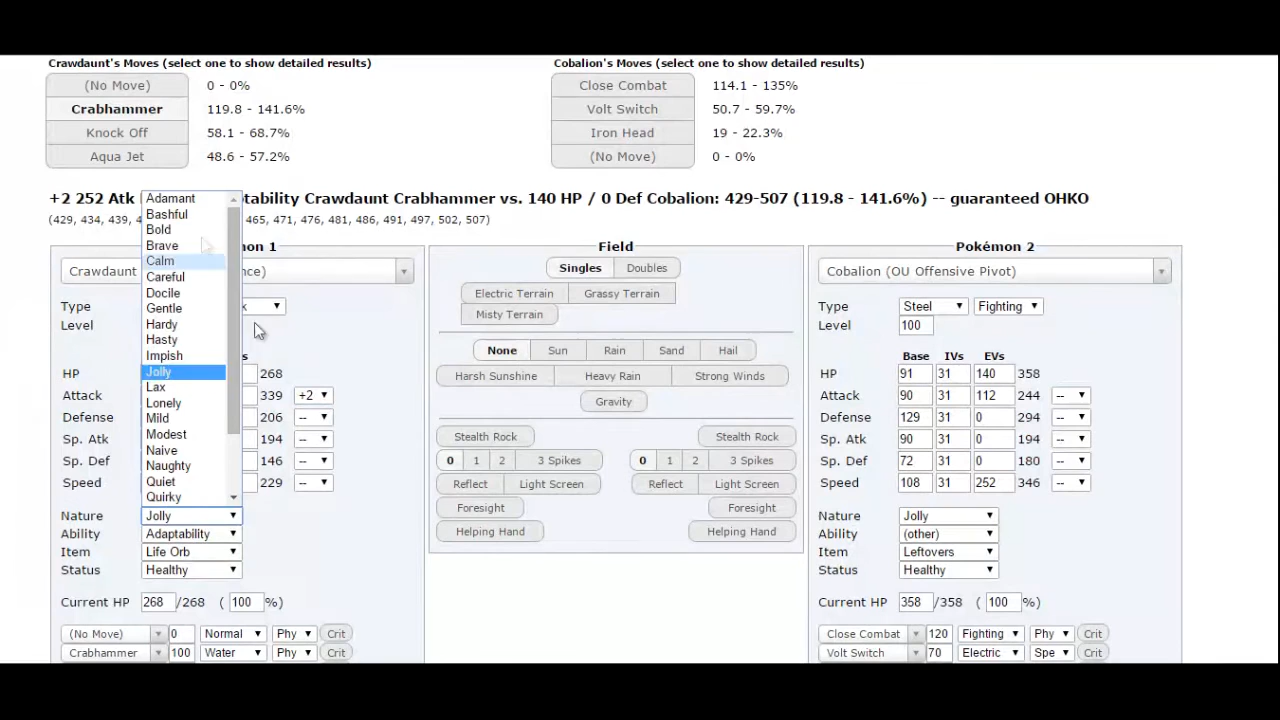 Crawdaunt's Moves (select one to show detailed results) Cobalion's Moves (select one to show detailed results)
(No Move) 0 - 0% Close Combat 114.1 - 135%
Crabhammer 119.8 - 141.6% Volt Switch 50.7 - 59.7%
Knock Off 58.1 - 68.7% Iron Head 19 - 22.3%
Aqua Jet 48.6 - 57.2% (No Move) 0 - 0%
+2 252 Atk tability Crawdaunt Crabhammer vs. 140 HP / 0 Def Cobalion: 429-507 (119.8 - 141.6%) -- guaranteed OHKO
(429, 434, 439, 4 465, 471, 476, 481, 486, 491, 497, 502, 507)
Adamant
Bashful
Bold
Brave
Calm
Careful
Docile
Gentle
Hardy
Hasty
Impish
Jolly
Lax
Lonely
Mild
Modest
Naive
Naughty
Quiet
Quirky
on 1
Crawdaunt ce)
Type k
Level
s
HP 268
Attack 339 +2
Defense 206 --
Sp. Atk 194 --
Sp. Def 146 --
Speed 229 --
Nature Jolly
Ability Adaptability
Item Life Orb
Status Healthy
Current HP 268 /268 ( 100 %)
(No Move) 0 Normal Phy Crit
Crabhammer 100 Water Phy Crit
Field
Singles Doubles
Electric Terrain Grassy Terrain
Misty Terrain
None Sun Rain Sand Hail
Harsh Sunshine Heavy Rain Strong Winds
Gravity
Stealth Rock Stealth Rock
0 1 2 3 Spikes 0 1 2 3 Spikes
Reflect Light Screen Reflect Light Screen
Foresight Foresight
Helping Hand Helping Hand
Pokémon 2
Cobalion (OU Offensive Pivot)
Type Steel Fighting
Level 100
Base IVs EVs
HP 91 31 140 358
Attack 90 31 112 244 --
Defense 129 31 0 294 --
Sp. Atk 90 31 0 194 --
Sp. Def 72 31 0 180 --
Speed 108 31 252 346 --
Nature Jolly
Ability (other)
Item Leftovers
Status Healthy
Current HP 358 /358 ( 100 %)
Close Combat 120 Fighting Phy Crit
Volt Switch 70 Electric Spe Crit